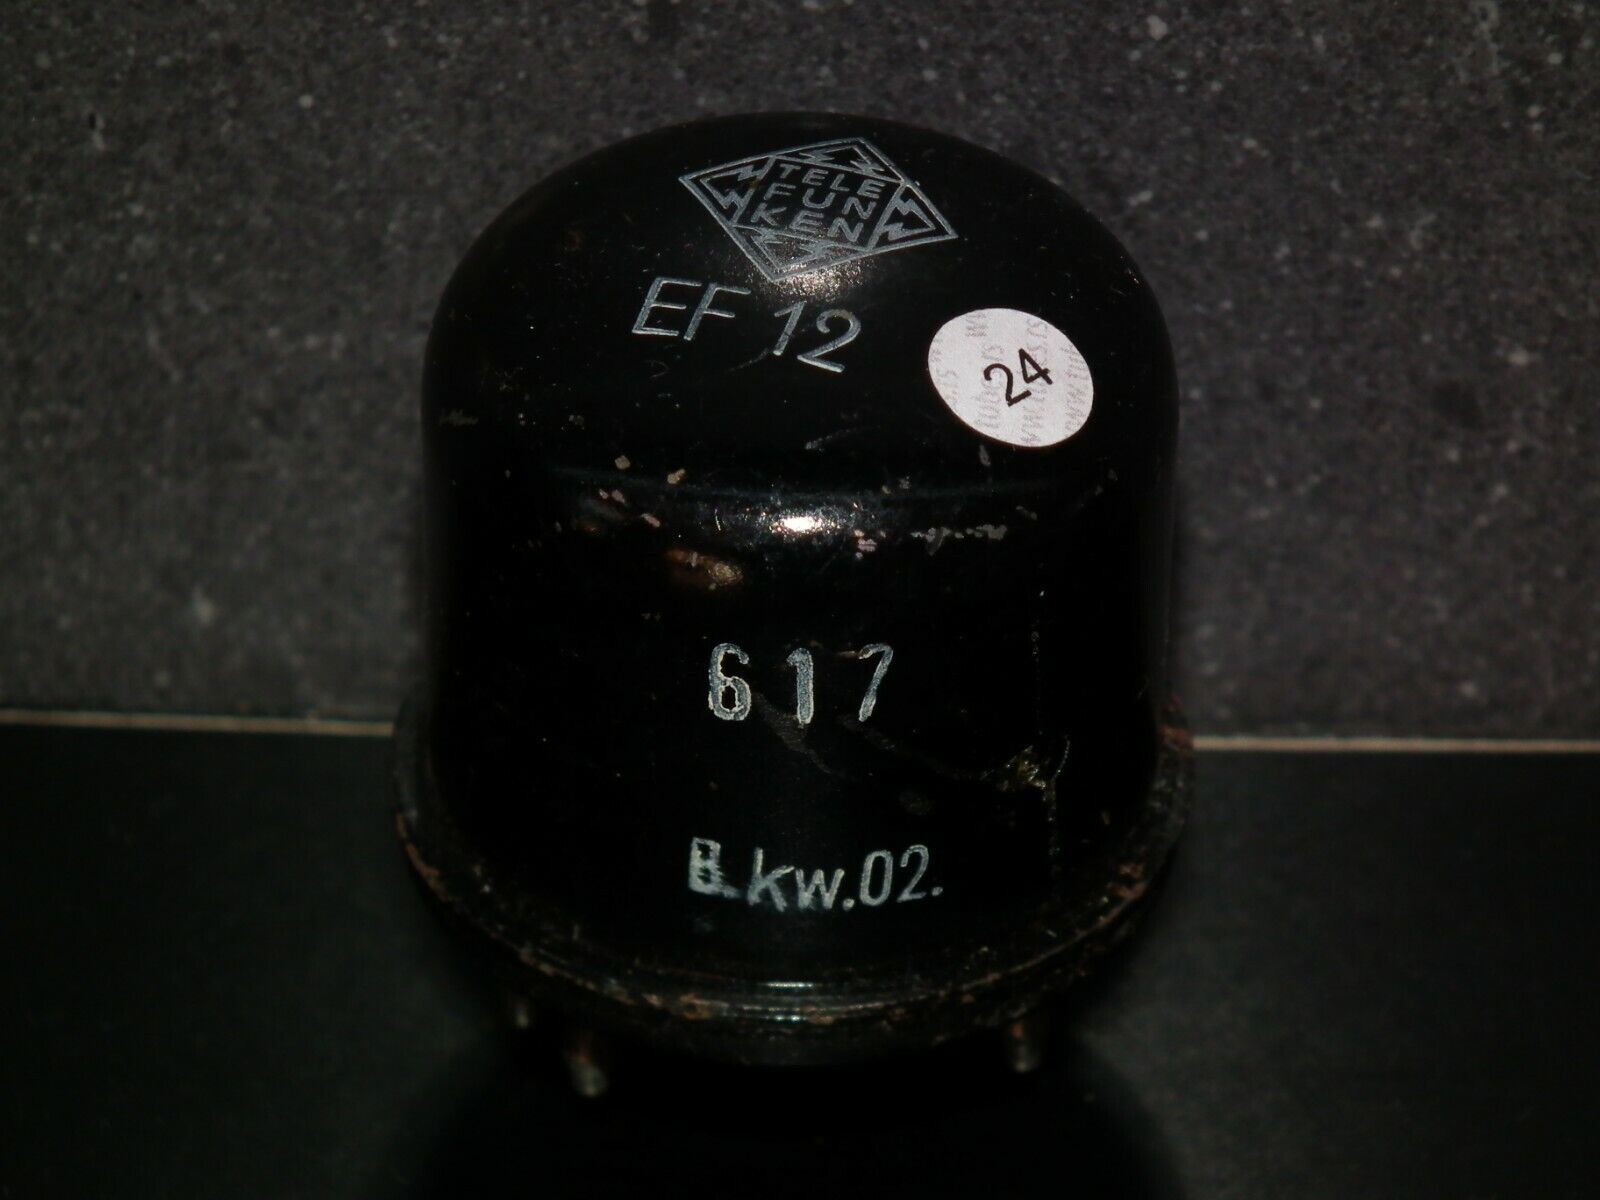 TELE
FUN
KEN
EF 12
24
617
B.kw.02.